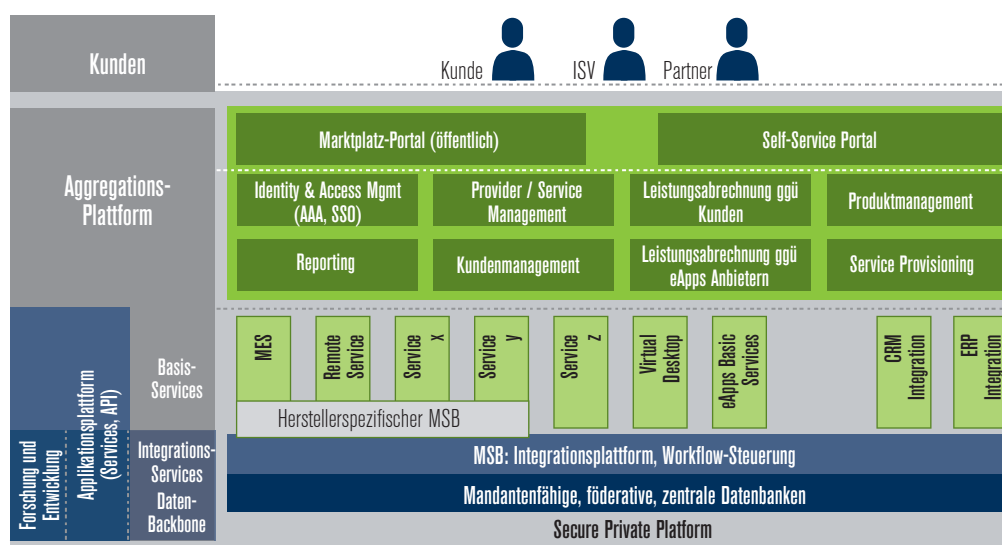 Kunden
Kunde
ISV
Partner
Aggregations-
Plattform
Marktplatz-Portal (öffentlich)
Self-Service Portal
Identity & Access Mgmt
(AAA, SSO)
Provider / Service
Management
Leistungsabrechnung ggü
Kunden
Produktmanagement
Reporting
Kundenmanagement
Leistungsabrechnung ggü
eApps Anbietern
Service Provisioning
Forschung und
Entwicklung
Applikationsplattform
(Services, API)
Basis-
Services
MES
Remote
Service
Service
x
Service
y
Service
z
Virtual
Desktop
eApps Basic
Services
CRM
Integration
ERP
Integration
Herstellerspezifischer MSB
Integrations-
Services
MSB: Integrationsplattform, Workflow-Steuerung
Daten-
Backbone
Mandantenfähige, föderative, zentrale Datenbanken
Secure Private Platform